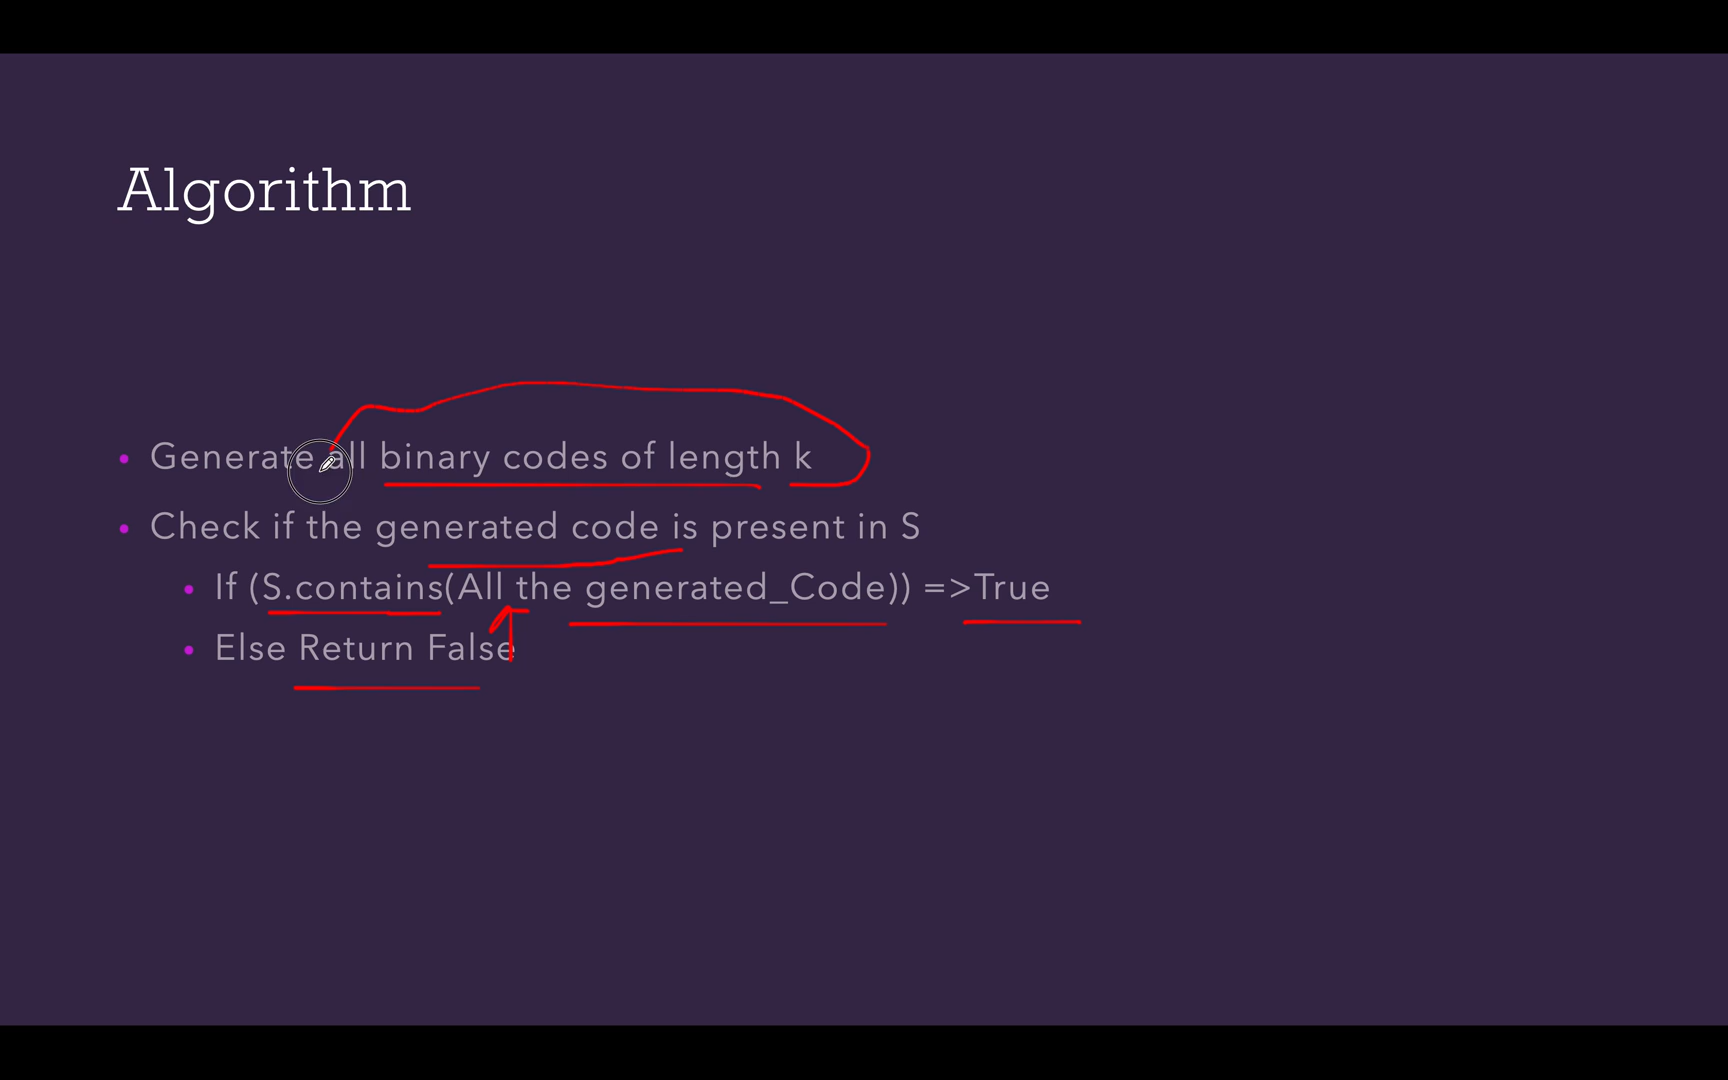 Algorithm
Generate all binary codes of length k
Check if the generated code is present in S
If (S.contains(All the generated_Code)) =>True
Else Return False